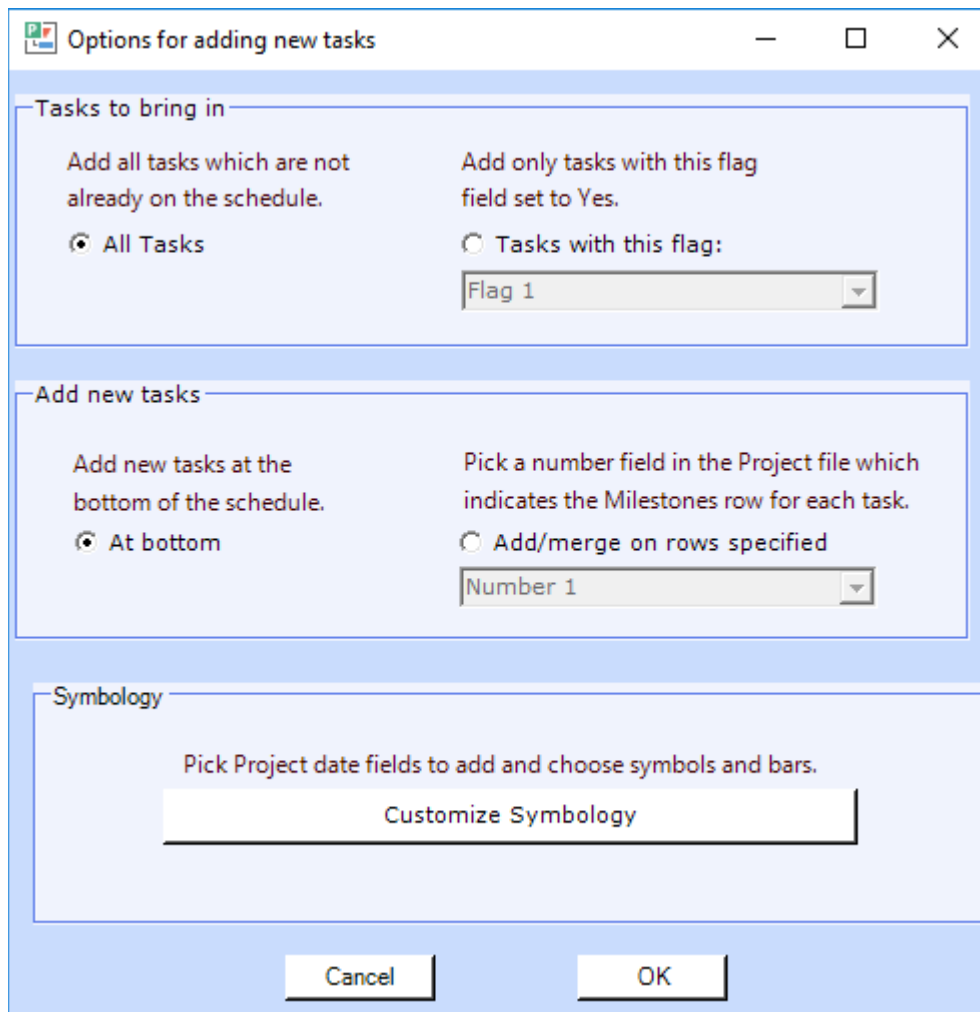 Options for adding new tasks
Tasks to bring in
Add all tasks which are not
already on the schedule.
All Tasks
Add only tasks with this flag
field set to Yes.
Tasks with this flag:
Flag 1
Add new tasks
Add new tasks at the
bottom of the schedule.
At bottom
Pick a number field in the Project file which
indicates the Milestones row for each task.
Add/merge on rows specified
Number 1
Symbology
Pick Project date fields to add and choose symbols and bars.
Customize Symbology
Cancel
OK